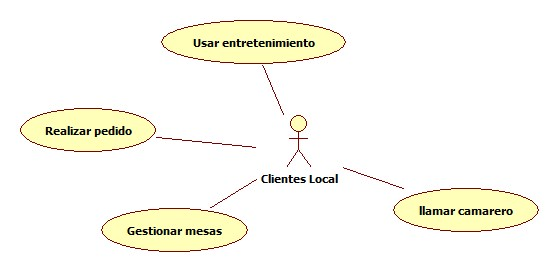 Usar entretenimiento
Realizar pedido
Clientes Local
llamar camarero
Gestionar mesas